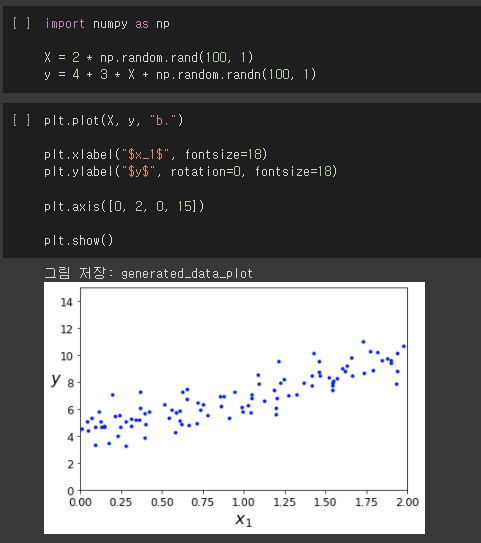 [ ] import numpy as np
X = 2 * np.random.rand(100, 1)
y = 4 + 3 * X + np.random.randn(100, 1)
[ ] plt.plot(X, y, "b.")
plt.xlabel("$x_1$", fontsize=18)
plt.ylabel("$y$", rotation=0, fontsize=18)
plt.axis([0, 2, 0, 15])
plt.show()
그림 저장: generated_data_plot
14
12
10
y
8
6
4
2
0
0.00 0.25 0.50 0.75 1.00 1.25 1.50 1.75 2.00
x₁